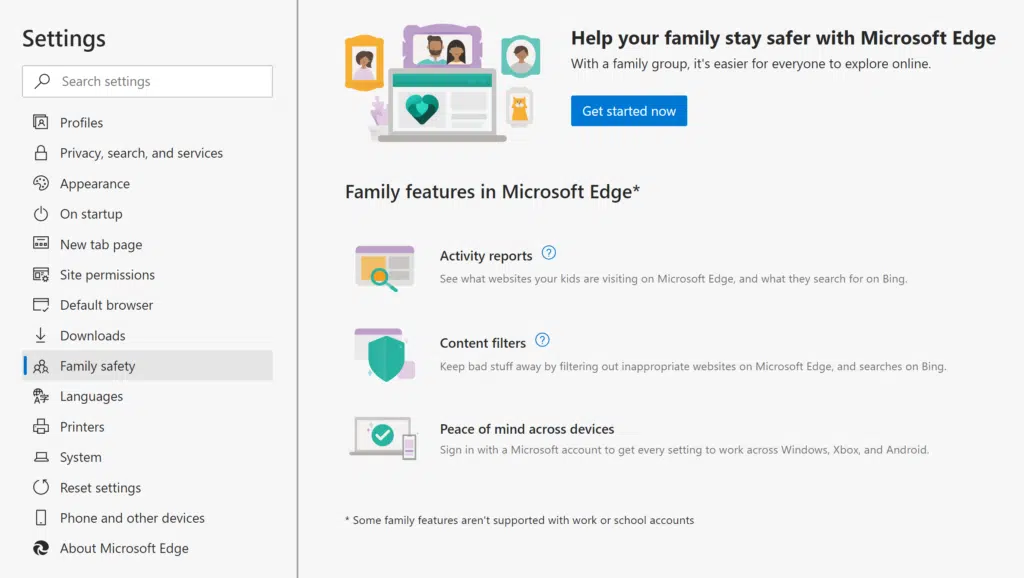 Settings
Search settings
Profiles
Privacy, search, and services
Appearance
On startup
New tab page
Site permissions
Default browser
Downloads
Family safety
Languages
Printers
System
Reset settings
Phone and other devices
About Microsoft Edge
Help your family stay safer with Microsoft Edge
With a family group, it's easier for everyone to explore online.
Get started now
Family features in Microsoft Edge*
Activity reports
See what websites your kids are visiting on Microsoft Edge, and what they search for on Bing.
Content filters
Keep bad stuff away by filtering out inappropriate websites on Microsoft Edge, and searches on Bing.
Peace of mind across devices
Sign in with a Microsoft account to get every setting to work across Windows, Xbox, and Android.
* Some family features aren't supported with work or school accounts